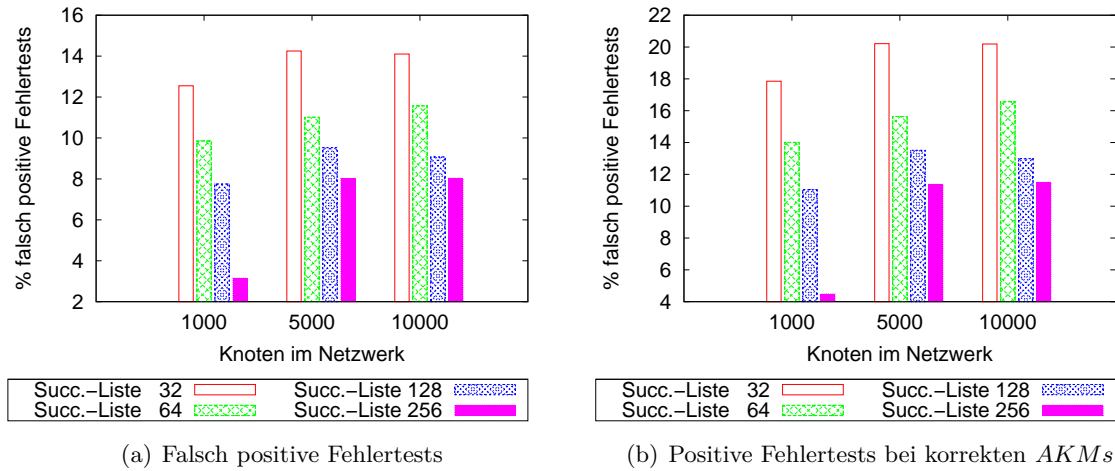 16
14
12
10
8
6
4
2
% falsch positive Fehlertests
1000 5000 10000
Knoten im Netzwerk
Succ.-Liste 32
Succ.-Liste 64
Succ.-Liste 128
Succ.-Liste 256
(a) Falsch positive Fehlertests
22
20
18
16
14
12
10
8
6
4
% falsch positive Fehlertests
1000 5000 10000
Knoten im Netzwerk
Succ.-Liste 32
Succ.-Liste 64
Succ.-Liste 128
Succ.-Liste 256
(b) Positive Fehlertests bei korrekten AKMs